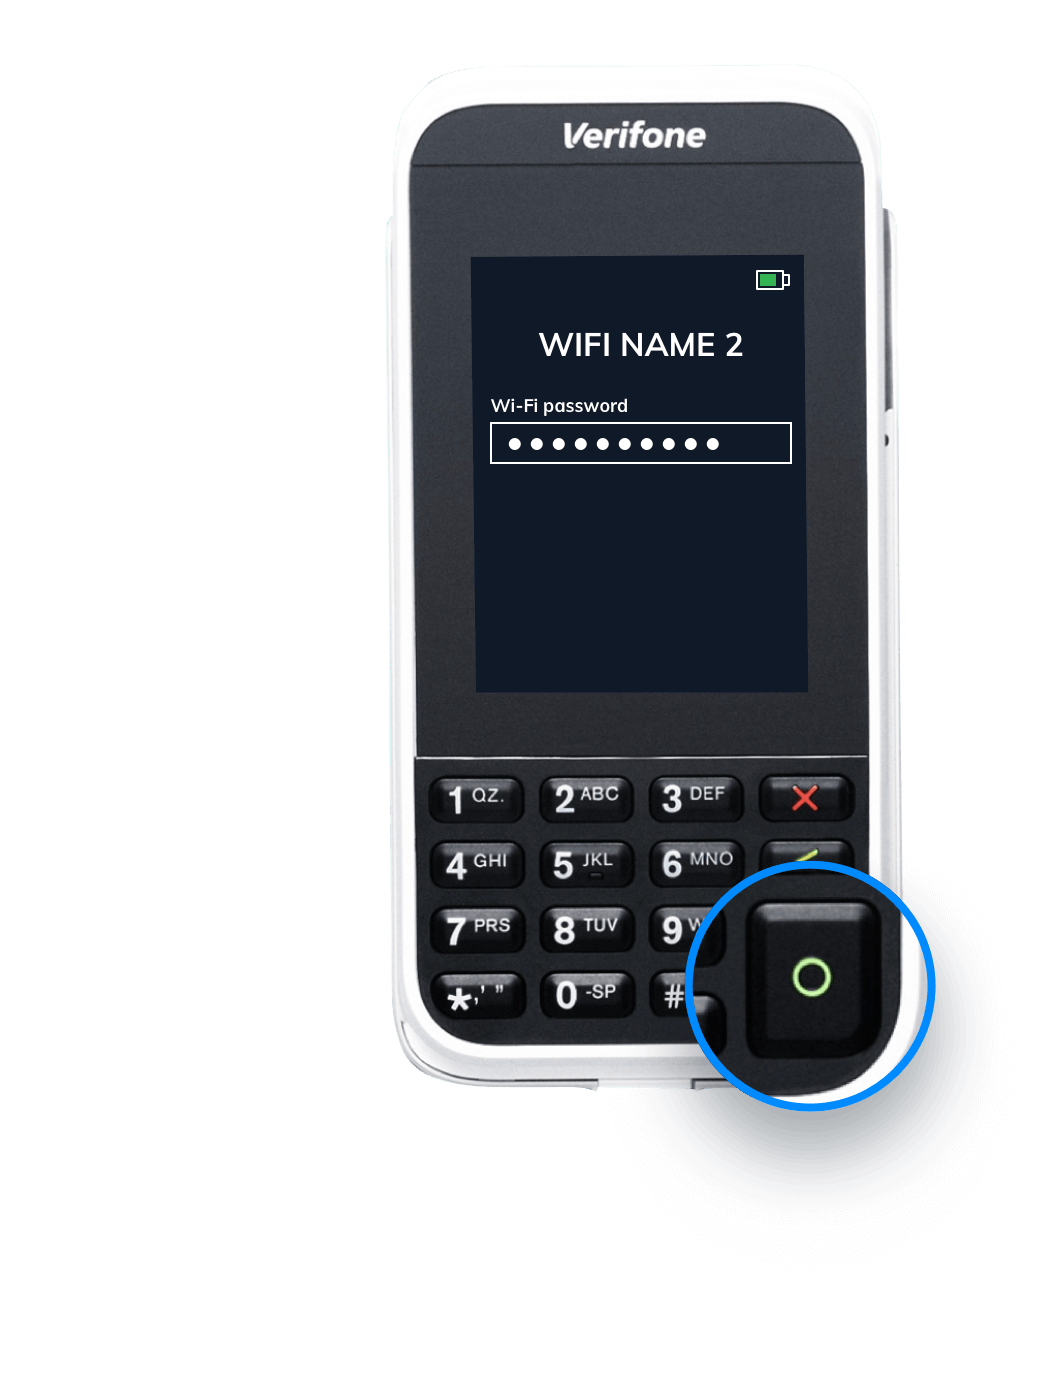 Verifone
WIFI NAME 2
Wi-Fi password
1 QZ. 2 ABC 3 DEF
4 GHI 5 JKL 6 MNO
7 PRS 8 TUV 9 W
*,' " 0 -SP #